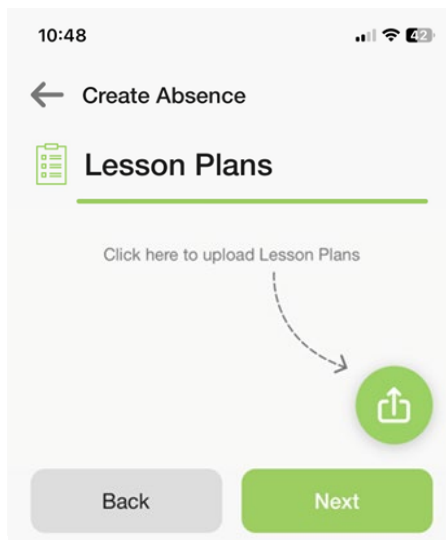 10:48
42
Create Absence
Lesson Plans
Click here to upload Lesson Plans
Back
Next